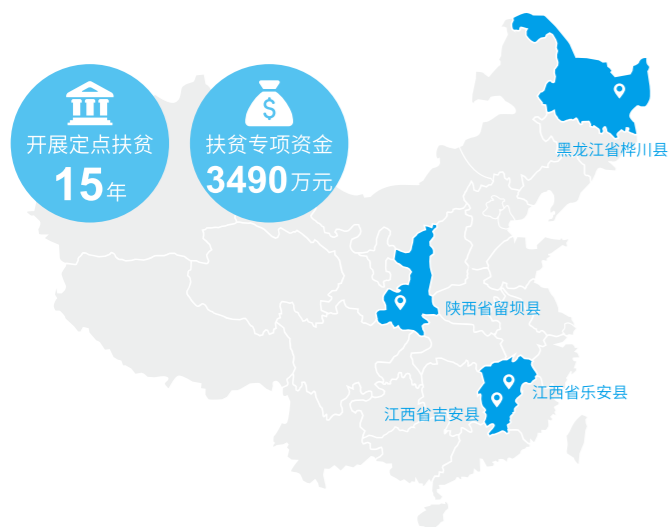 开展定点扶贫
15年
扶贫专项资金
3490万元
黑龙江省桦川县
陕西省留坝县
江西省乐安县
江西省吉安县